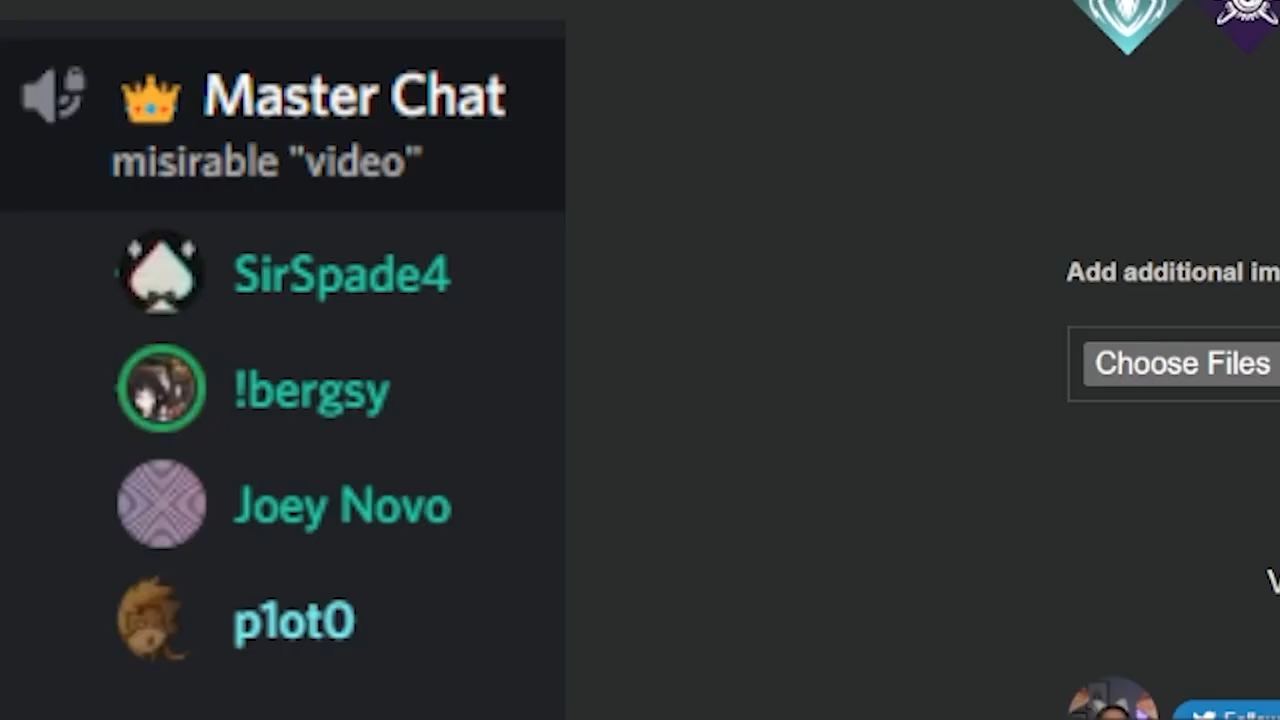 Master Chat
misirable "video"
SirSpade4
!bergsy
Joey Novo
p1ot0
Add additional im
Choose Files
V